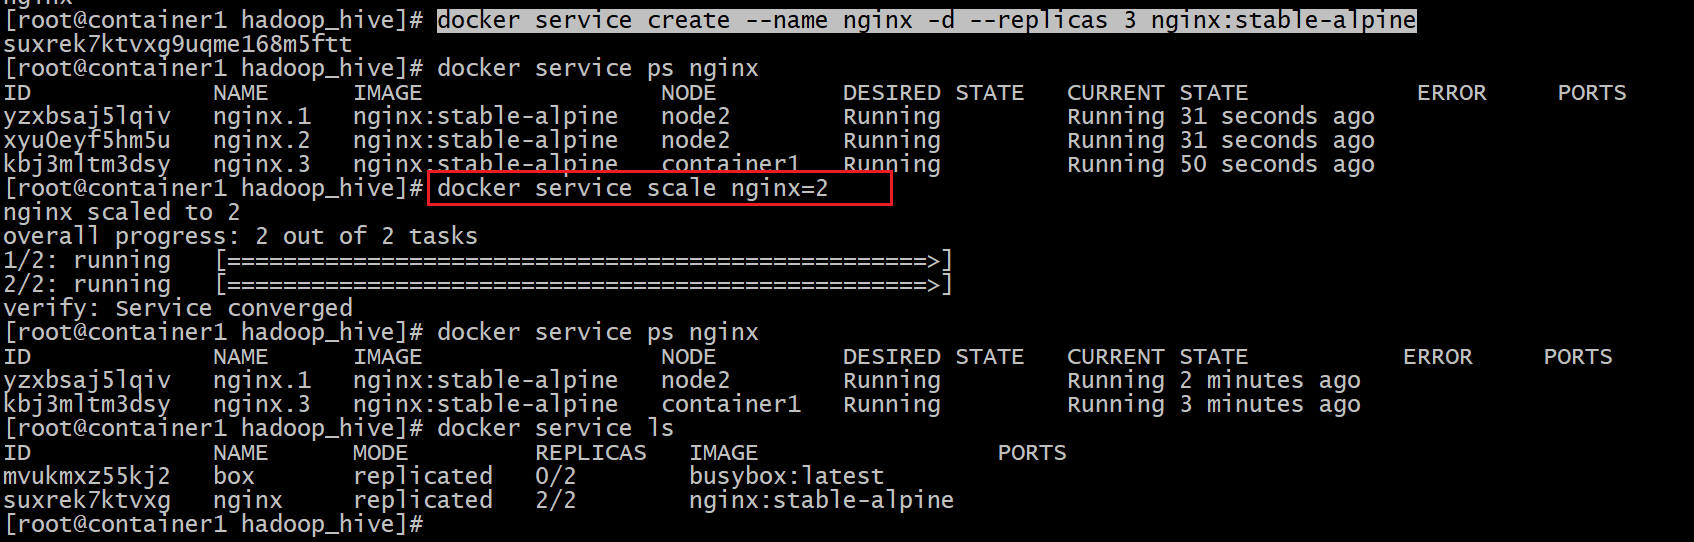 nginx
[root@container1 hadoop_hive]# docker service create --name nginx -d --replicas 3 nginx:stable-alpine
suxrek7ktvxg9uqme168m5ftt
[root@container1 hadoop_hive]# docker service ps nginx
ID NAME IMAGE NODE DESIRED STATE CURRENT STATE ERROR PORTS
yzxbsaj5lqiv nginx.1 nginx:stable-alpine node2 Running Running 31 seconds ago
xyu0eyf5hm5u nginx.2 nginx:stable-alpine node2 Running Running 31 seconds ago
kbj3mltm3dsy nginx.3 nginx:stable-alpine container1 Running Running 50 seconds ago
[root@container1 hadoop_hive]# docker service scale nginx=2
nginx scaled to 2
overall progress: 2 out of 2 tasks
1/2: running [==================================================>]
2/2: running [==================================================>]
verify: Service converged
[root@container1 hadoop_hive]# docker service ps nginx
ID NAME IMAGE NODE DESIRED STATE CURRENT STATE ERROR PORTS
yzxbsaj5lqiv nginx.1 nginx:stable-alpine node2 Running Running 2 minutes ago
kbj3mltm3dsy nginx.3 nginx:stable-alpine container1 Running Running 3 minutes ago
[root@container1 hadoop_hive]# docker service ls
ID NAME MODE REPLICAS IMAGE PORTS
mvukmxz55kj2 box replicated 0/2 busybox:latest
suxrek7ktvxg nginx replicated 2/2 nginx:stable-alpine
[root@container1 hadoop_hive]#